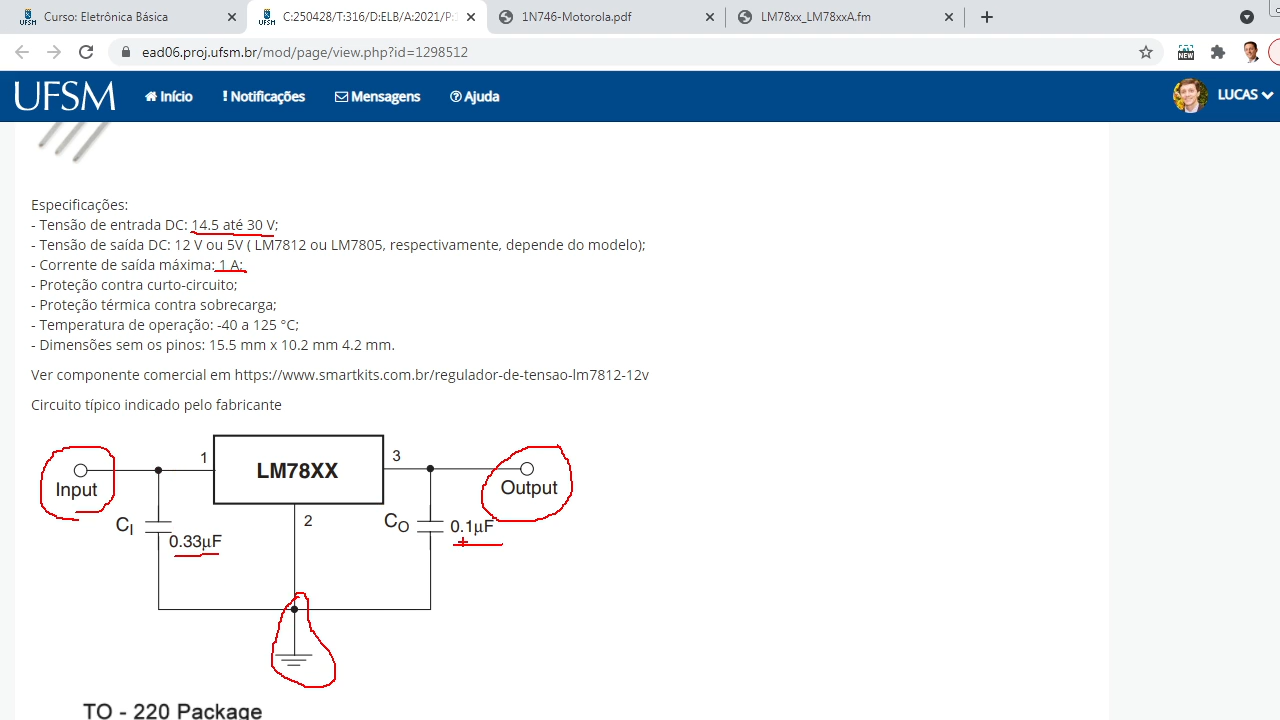 Curso: Eletrônica Básica
C:250428/T:316/D:ELB/A:2021/P
1N746-Motorola.pdf
LM78xx_LM78xxA.fm
ead06.proj.ufsm.br/mod/page/view.php?id=1298512
NEW
UFSM Início Notificações Mensagens Ajuda LUCAS
Especificações:
- Tensão de entrada DC: 14.5 até 30 V;
- Tensão de saída DC: 12 V ou 5V ( LM7812 ou LM7805, respectivamente, depende do modelo);
- Corrente de saída máxima: 1 A;
- Proteção contra curto-circuito;
- Proteção térmica contra sobrecarga;
- Temperatura de operação: -40 a 125 °C;
- Dimensões sem os pinos: 15.5 mm x 10.2 mm 4.2 mm.
Ver componente comercial em https://www.smartkits.com.br/regulador-de-tensao-lm7812-12v
Circuito típico indicado pelo fabricante
1 LM78XX 3
Input Output
2
CI 0.33µF
CO 0.1µF
TO - 220 Package